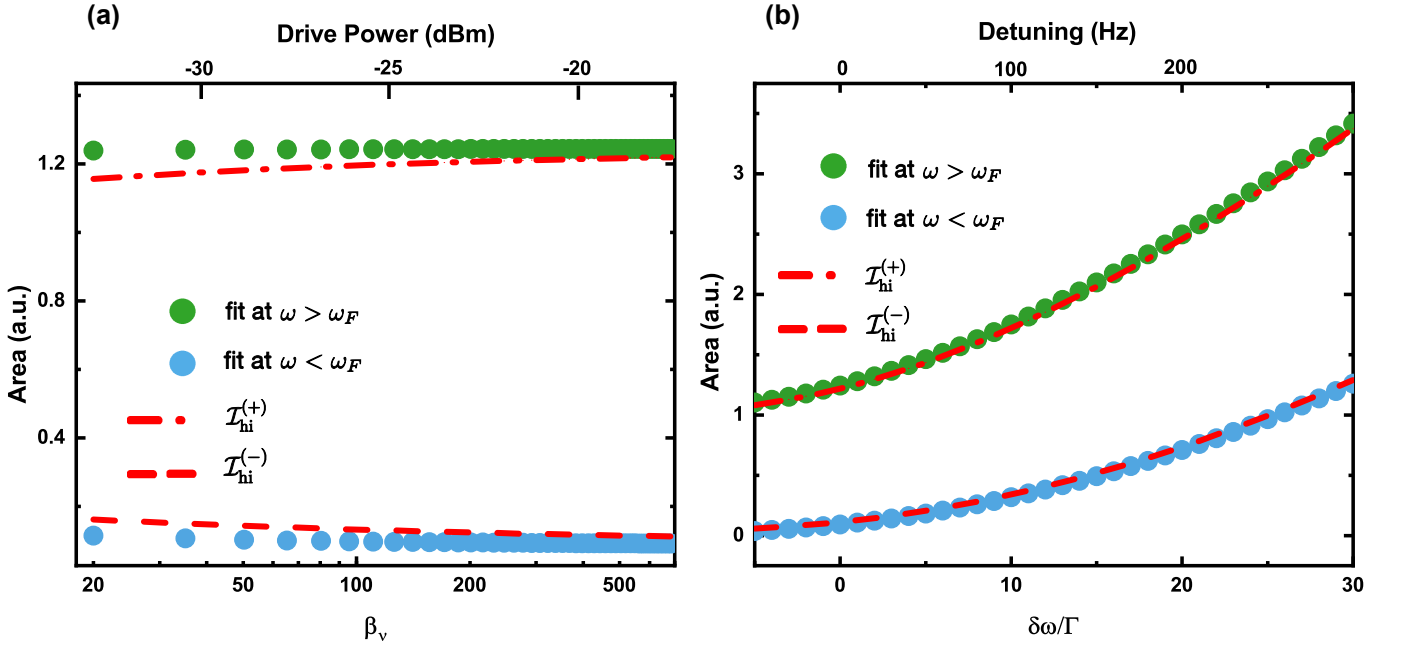 (a)
Drive Power (dBm)
-30 -25 -20
1.2
0.8
0.4
Area (a.u.)
fit at ω > ω_F
fit at ω < ω_F
𝓘_hi^(+)
𝓘_hi^(−)
20 50 100 200 500
β_ν
(b)
Detuning (Hz)
0 100 200
3
2
1
0
Area (a.u.)
fit at ω > ω_F
fit at ω < ω_F
𝓘_hi^(+)
𝓘_hi^(−)
0 10 20 30
δω/Γ